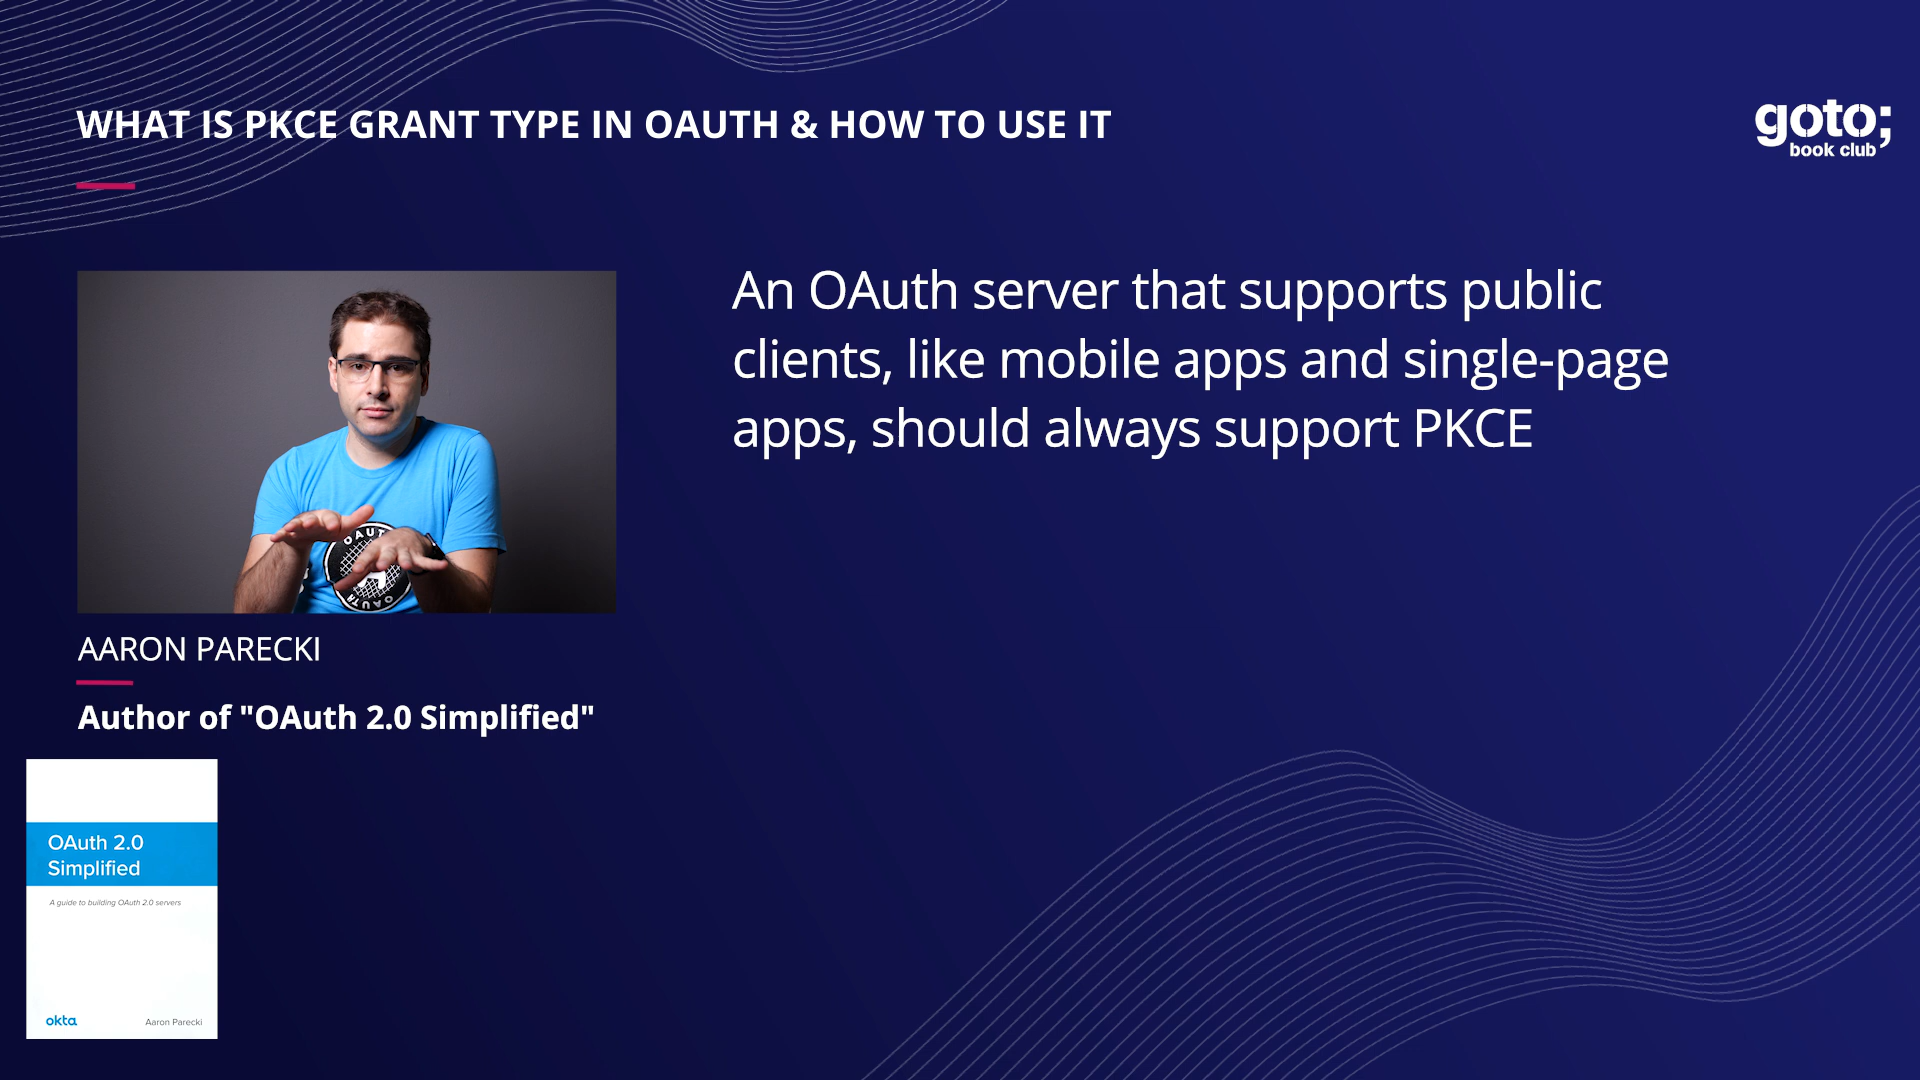 WHAT IS PKCE GRANT TYPE IN OAUTH & HOW TO USE IT
goto;
book club
An OAuth server that supports public
clients, like mobile apps and single-page
apps, should always support PKCE
OAUTH
OAUTH
AARON PARECKI
Author of "OAuth 2.0 Simplified"
OAuth 2.0
Simplified
A guide to building OAuth 2.0 servers
okta
Aaron Parecki